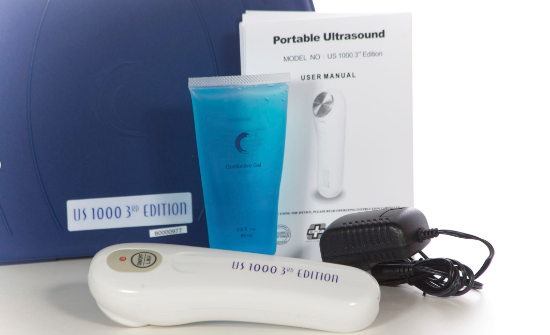 Portable Ultrasound
MODEL NO : US 1000 3rd Edition
USER MANUAL
Conductive Gel
US 1000 3RD EDITION
US 1000 3RD EDITION